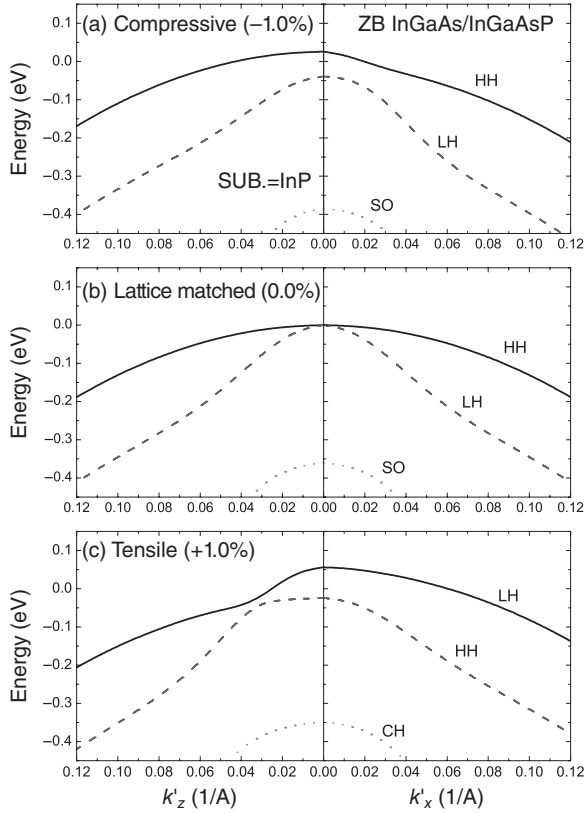 (a) Compressive (−1.0%) ZB InGaAs/InGaAsP
0.1
0.0
−0.1
−0.2
−0.3
−0.4
Energy (eV)
HH
LH
SUB.=InP
SO
0.12 0.10 0.08 0.06 0.04 0.02 0.00 0.02 0.04 0.06 0.08 0.10 0.12
(b) Lattice matched (0.0%)
0.1
0.0
−0.1
−0.2
−0.3
−0.4
Energy (eV)
HH
LH
SO
0.12 0.10 0.08 0.06 0.04 0.02 0.00 0.02 0.04 0.06 0.08 0.10 0.12
(c) Tensile (+1.0%)
0.1
0.0
−0.1
−0.2
−0.3
−0.4
Energy (eV)
LH
HH
CH
0.12 0.10 0.08 0.06 0.04 0.02 0.00 0.02 0.04 0.06 0.08 0.10 0.12
k'z (1/A) k'x (1/A)